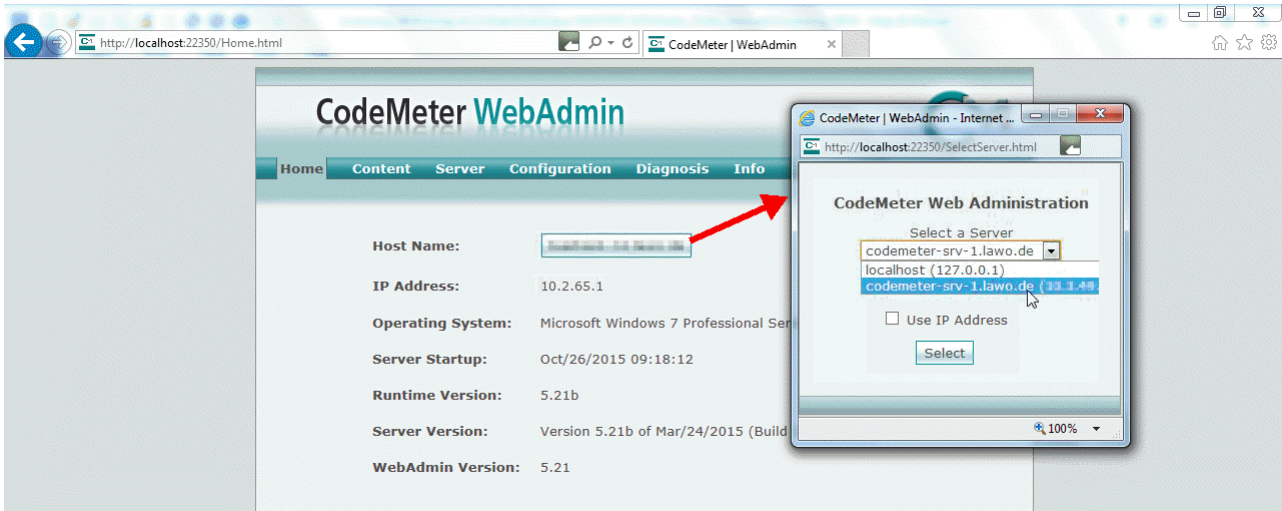 http://localhost:22350/Home.html
CodeMeter | WebAdmin
CodeMeter WebAdmin
Home Content Server Configuration Diagnosis Info
Host Name:
IP Address: 10.2.65.1
Operating System: Microsoft Windows 7 Professional Ser
Server Startup: Oct/26/2015 09:18:12
Runtime Version: 5.21b
Server Version: Version 5.21b of Mar/24/2015 (Build
WebAdmin Version: 5.21
CodeMeter | WebAdmin - Internet ...
http://localhost:22350/SelectServer.html
CodeMeter Web Administration
Select a Server
codemeter-srv-1.lawo.de
localhost (127.0.0.1)
codemeter-srv-1.lawo.de (
Use IP Address
Select
100%